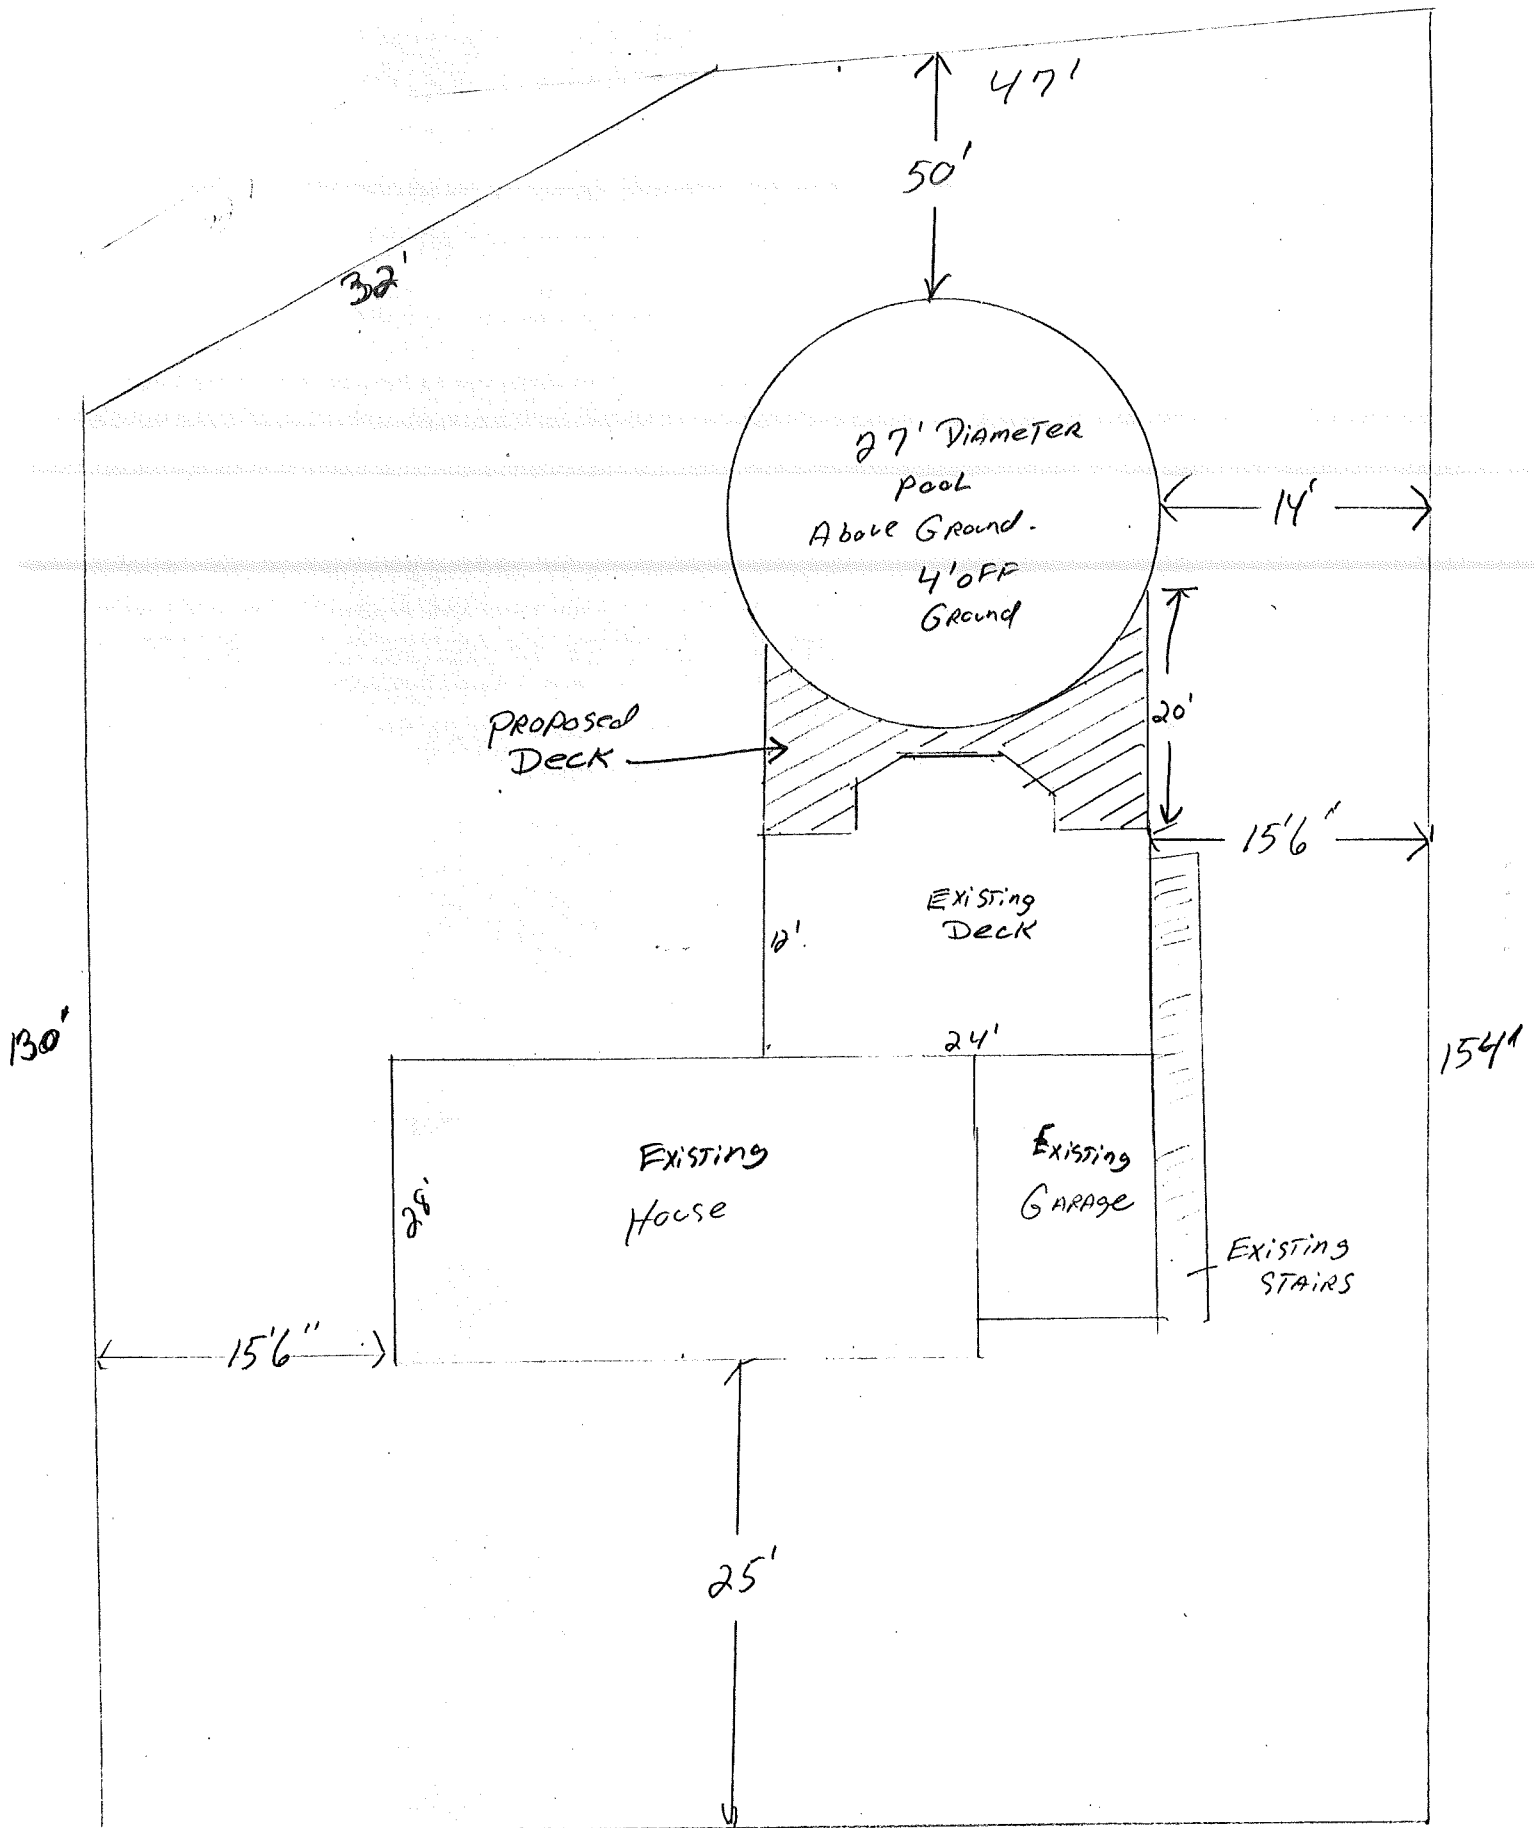 47'
50'
32'
27' DiAmeTeR
pooL
Above GRound.
4' oFF
GRound
14'
20'
PROPosed
Deck
15'6"
Existing
Deck
12'.
24'
130'
154'
Existing
House
Existing
GARAge
28'
Existing
STAiRS
15'6"
25'